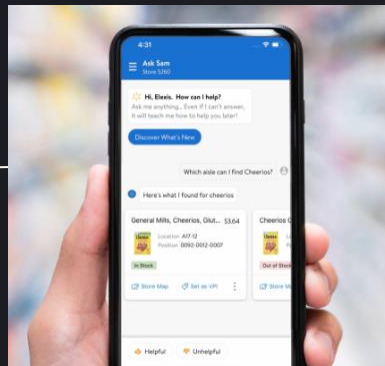 4:31
Ask Sam
Store 5260
Hi, Elexis. How can I help?
Ask me anything... Even if I can't answer,
it will teach me how to help you later!
Discover What's New
Which aisle can I find Cheerios?
Here's what I found for cheerios
General Mills, Cheerios, Glut... $3.64
Location A17-12
Position 0092-0012-0007
In Stock
Store Map
Set as VPI
Cheerios C
Out of Stock
Store M
Helpful
Unhelpful